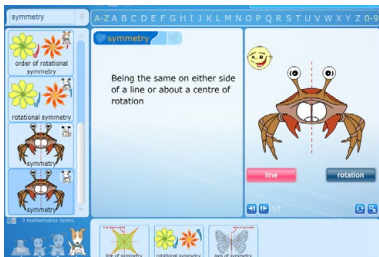 symmetry
A-Z A B C D E F G H I J K L M N O P Q R S T U V W X Y Z 0-9
order of rotational
symmetry
rotational symmetry
symmetry
symmetry
symmetry
Being the same on either side
of a line or about a centre of
rotation
line
rotation
0 Mathematics terms
line of symmetry
rotational symmetry
axis of symmetry